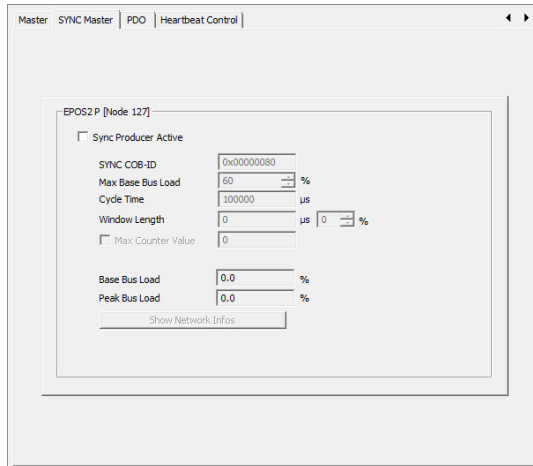 Master SYNC Master PDO Heartbeat Control
EPOS2 P [Node 127]
Sync Producer Active
SYNC COB-ID 0x00000080
Max Base Bus Load 60 %
Cycle Time 100000 µs
Window Length 0 µs 0 %
Max Counter Value 0
Base Bus Load 0.0 %
Peak Bus Load 0.0 %
Show Network Infos